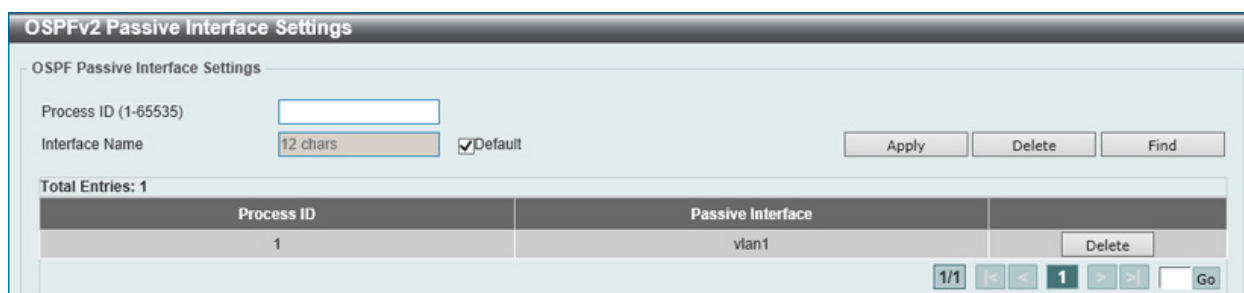 OSPFv2 Passive Interface Settings
OSPF Passive Interface Settings
Process ID (1-65535)
Interface Name 12 chars Default Apply Delete Find
Total Entries: 1
Process ID Passive Interface
1 vlan1 Delete
1/1 |< < 1 > >| Go